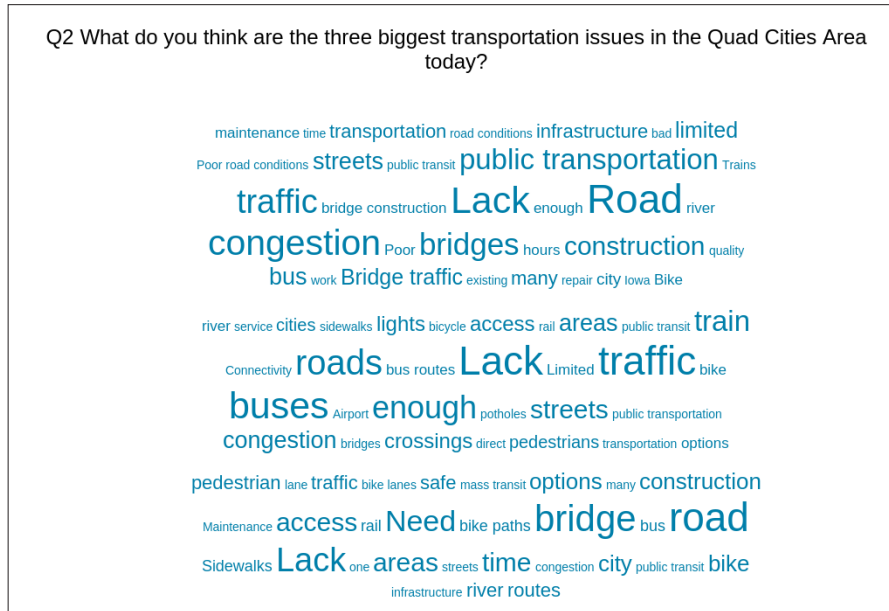 Q2 What do you think are the three biggest transportation issues in the Quad Cities Area
today?
maintenance time transportation road conditions infrastructure bad limited
Poor road conditions streets public transit public transportation Trains
traffic bridge construction Lack enough Road river
congestion Poor bridges hours construction quality
bus work Bridge traffic existing many repair city Iowa Bike
river service cities sidewalks lights bicycle access rail areas public transit train
Connectivity roads bus routes Lack Limited traffic bike
buses Airport enough potholes streets public transportation
congestion bridges crossings direct pedestrians transportation options
pedestrian lane traffic bike lanes safe mass transit options many construction
Maintenance access rail Need bike paths bridge bus road
Sidewalks Lack one areas streets time congestion city public transit bike
infrastructure river routes